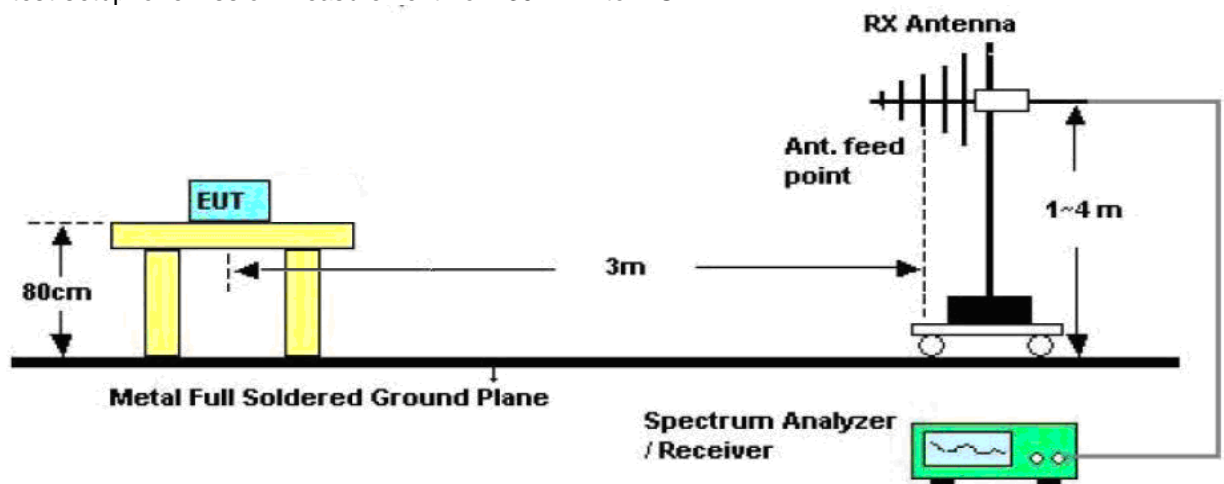 RX Antenna
Ant. feed
point
EUT
1~4 m
3m
80cm
Metal Full Soldered Ground Plane
Spectrum Analyzer
/ Receiver